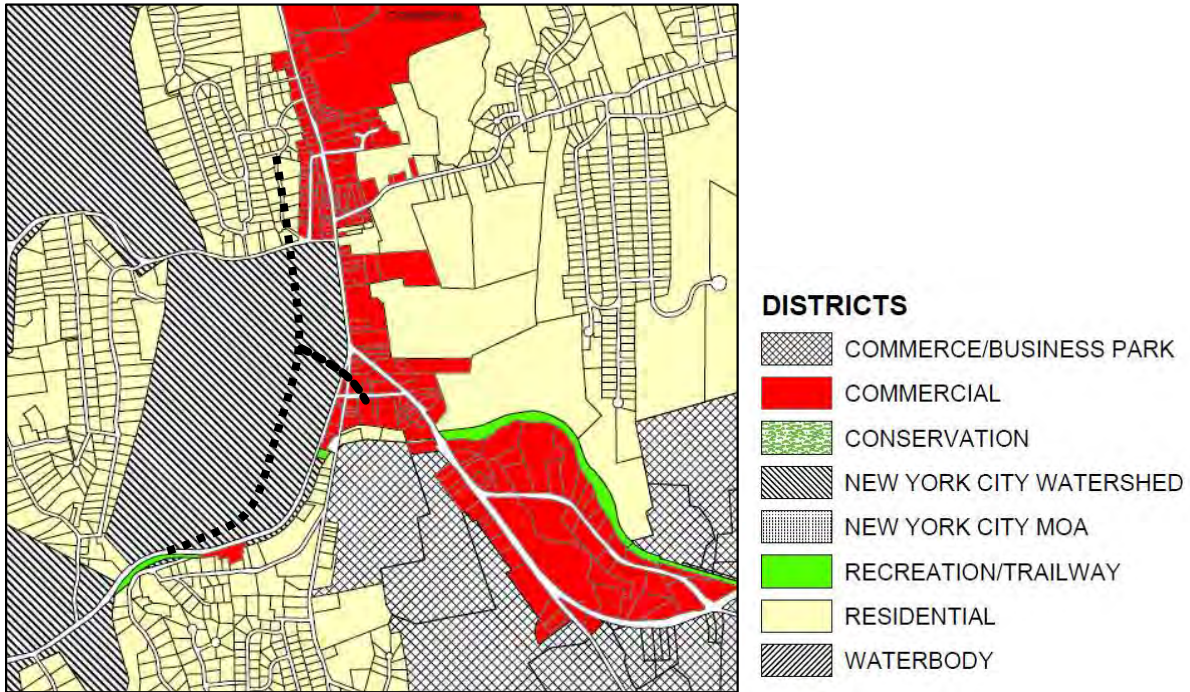 DISTRICTS
COMMERCE/BUSINESS PARK
COMMERCIAL
CONSERVATION
NEW YORK CITY WATERSHED
NEW YORK CITY MOA
RECREATION/TRAILWAY
RESIDENTIAL
WATERBODY